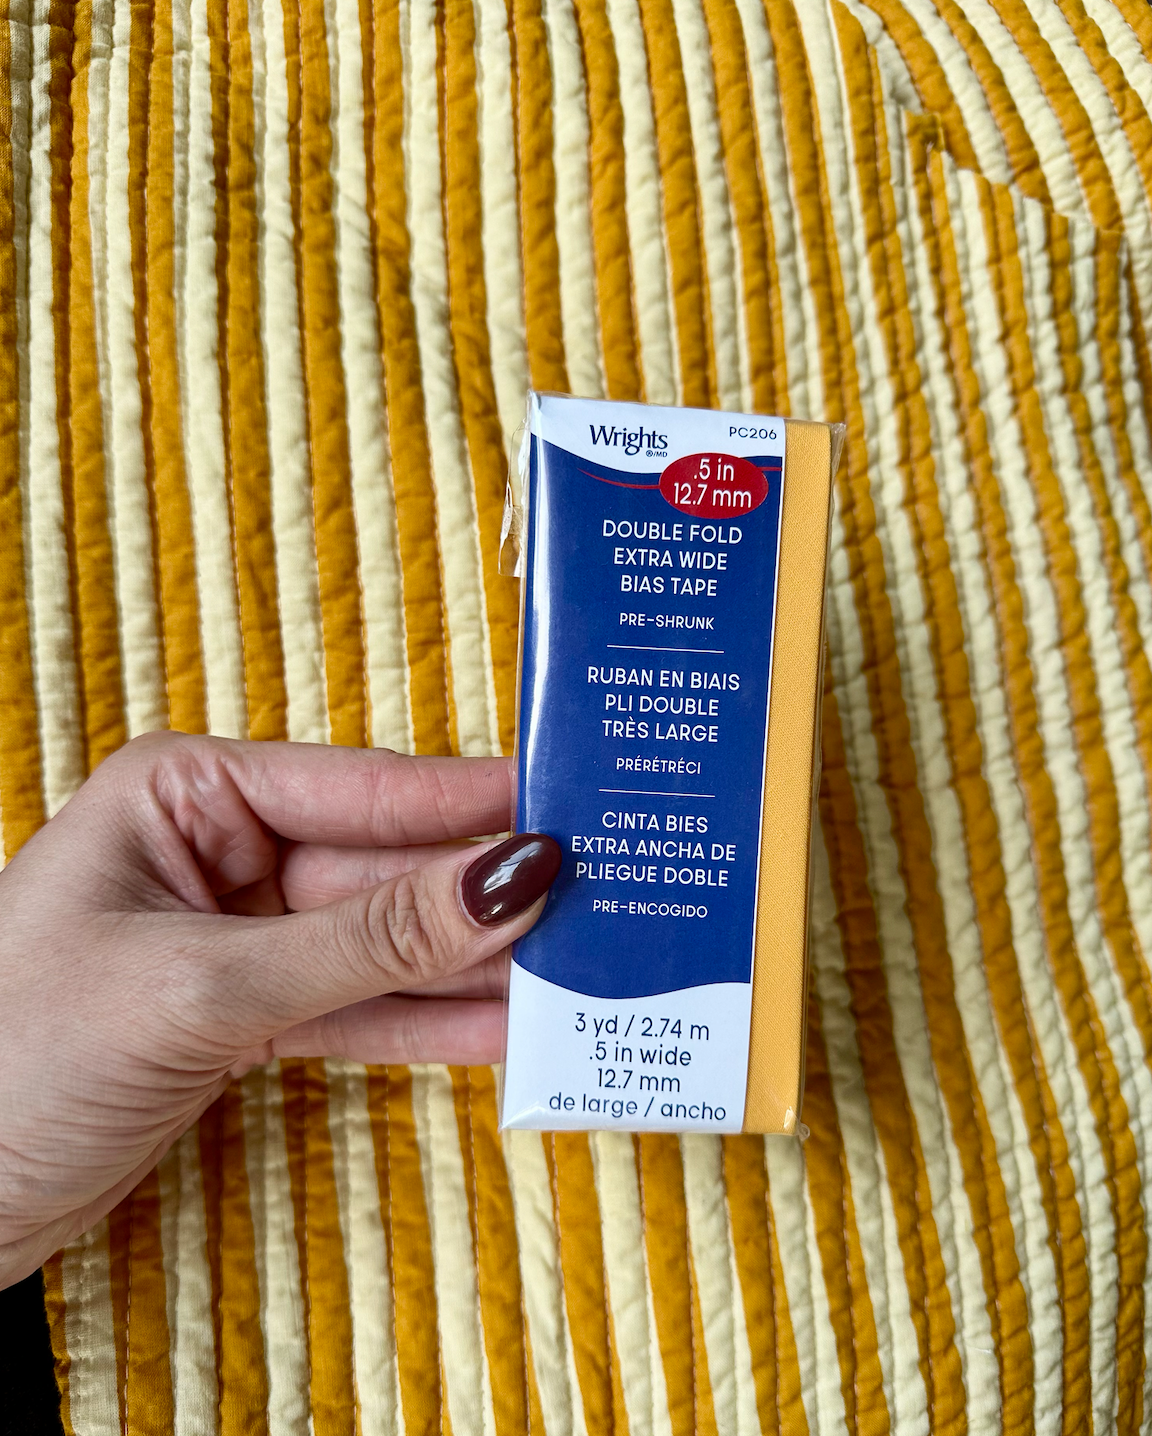 Wrights
®/MD
PC206
.5 in
12.7 mm
DOUBLE FOLD
EXTRA WIDE
BIAS TAPE
PRE-SHRUNK
RUBAN EN BIAIS
PLI DOUBLE
TRÈS LARGE
PRÉRÉTRÉCI
CINTA BIES
EXTRA ANCHA DE
PLIEGUE DOBLE
PRE-ENCOGIDO
3 yd / 2.74 m
.5 in wide
12.7 mm
de large / ancho